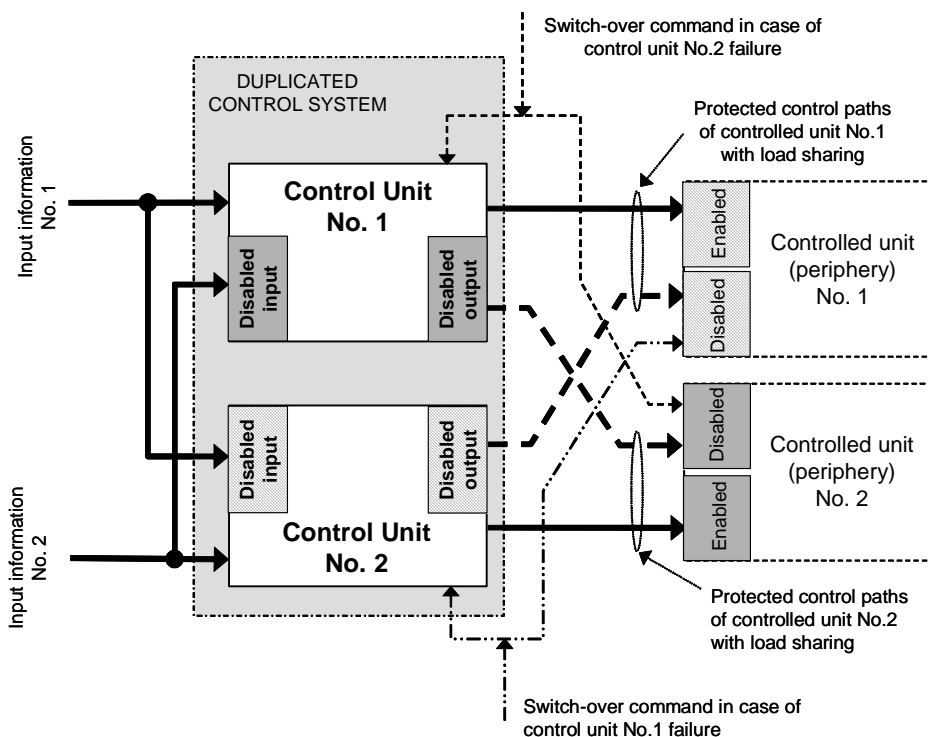 Switch-over command in case of
control unit No.2 failure
DUPLICATED
CONTROL SYSTEM
Protected control paths
of controlled unit No.1
with load sharing
Input information
No. 1
Control Unit
No. 1
Disabled
input
Disabled
output
Enabled
Disabled
Controlled unit
(periphery)
No. 1
Input information
No.2
Disabled
input
Disabled
output
Control Unit
No. 2
Disabled
Enabled
Controlled unit
(periphery)
No. 2
Protected control paths
of controlled unit No.2
with load sharing
Switch-over command in case of
control unit No.1 failure